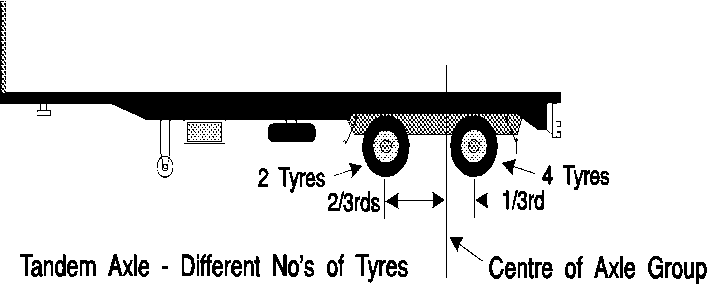 2 Tyres
4 Tyres
2/3rds
1/3rd
Tandem Axle - Different No's of Tyres
Centre of Axle Group